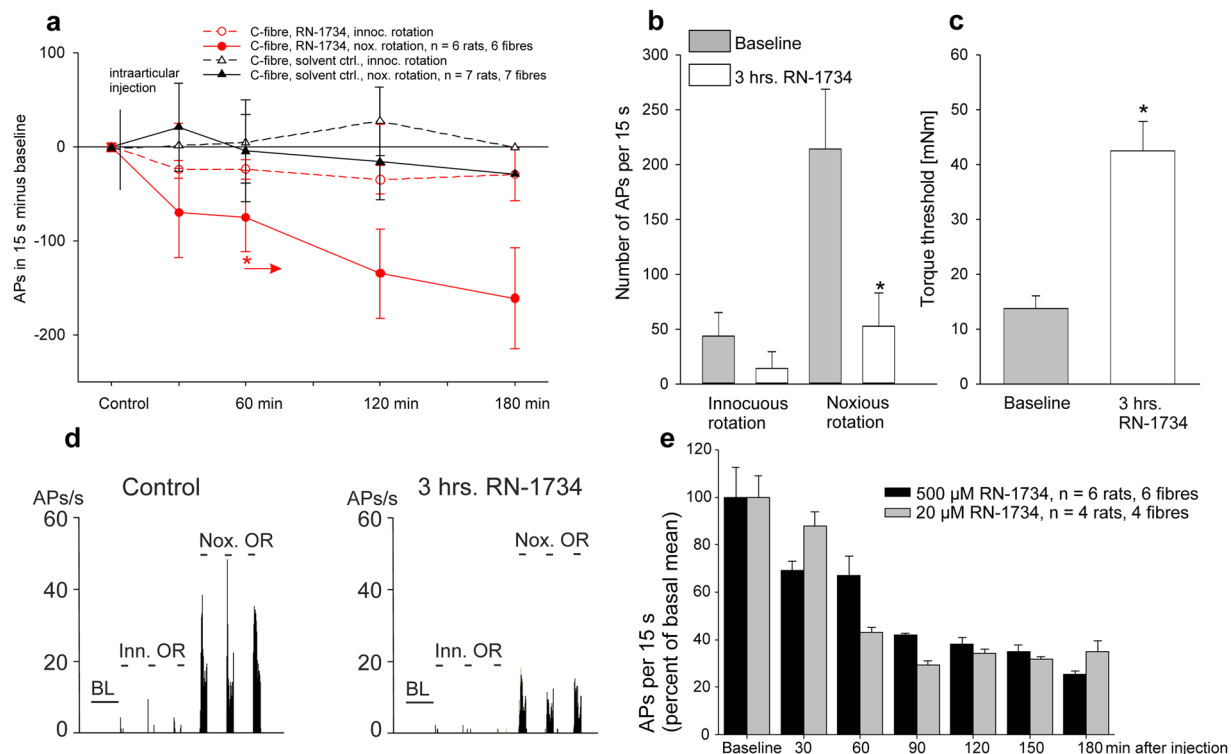 a
C-fibre, RN-1734, innoc. rotation
C-fibre, RN-1734, nox. rotation, n = 6 rats, 6 fibres
C-fibre, solvent ctrl., innoc. rotation
C-fibre, solvent ctrl., nox. rotation, n = 7 rats, 7 fibres
intraarticular
injection
APs in 15 s minus baseline
100
0
-100
-200
*
Control
60 min
120 min
180 min
b
Baseline
3 hrs. RN-1734
Number of APs per 15 s
300
250
200
150
100
50
0
*
Innocuous
rotation
Noxious
rotation
c
Torque threshold [mNm]
60
50
40
30
20
10
0
*
Baseline
3 hrs.
RN-1734
d
APs/s
Control
60
40
20
0
Nox. OR
Inn. OR
BL
APs/s
3 hrs. RN-1734
60
40
20
0
Nox. OR
Inn. OR
BL
e
500 µM RN-1734, n = 6 rats, 6 fibres
20 µM RN-1734, n = 4 rats, 4 fibres
APs per 15 s
(percent of basal mean)
120
100
80
60
40
20
0
Baseline
30
60
90
120
150
180 min after injection